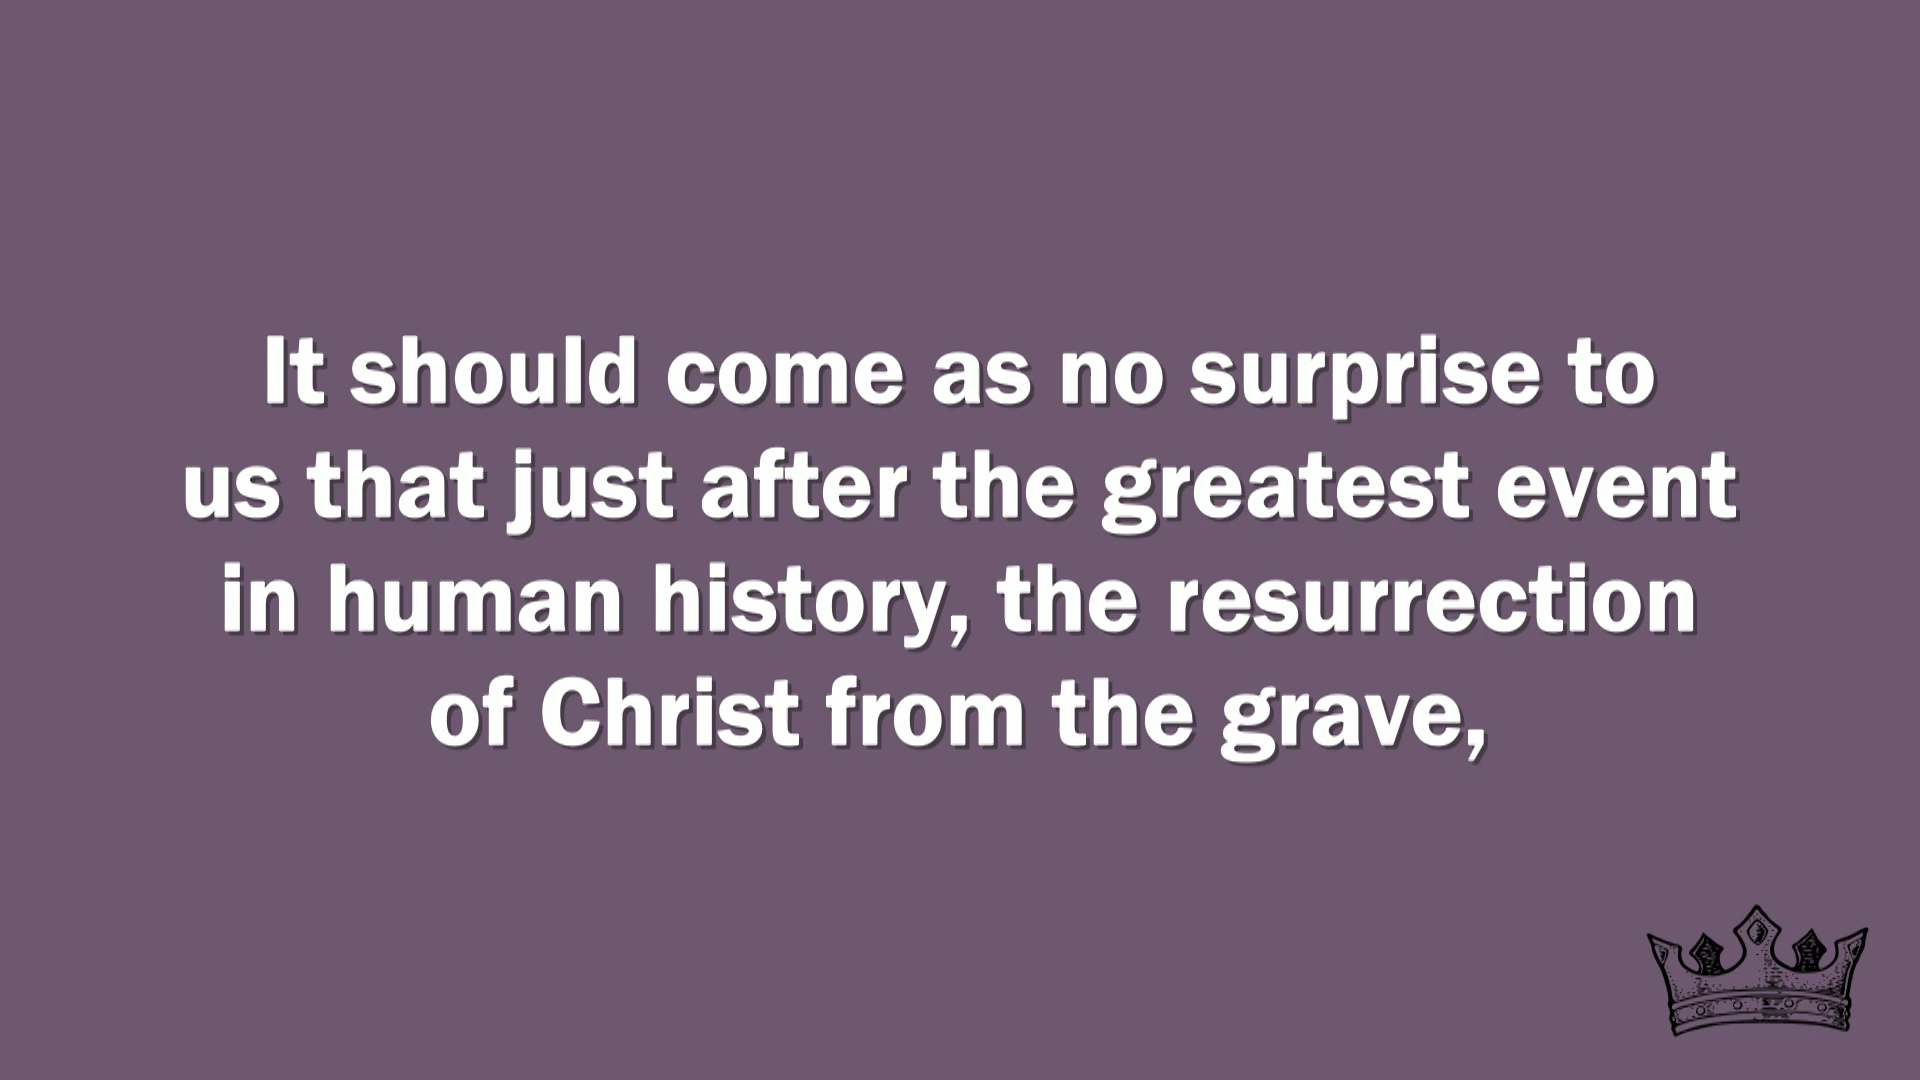 It should come as no surprise to
us that just after the greatest event
in human history, the resurrection
of Christ from the grave,